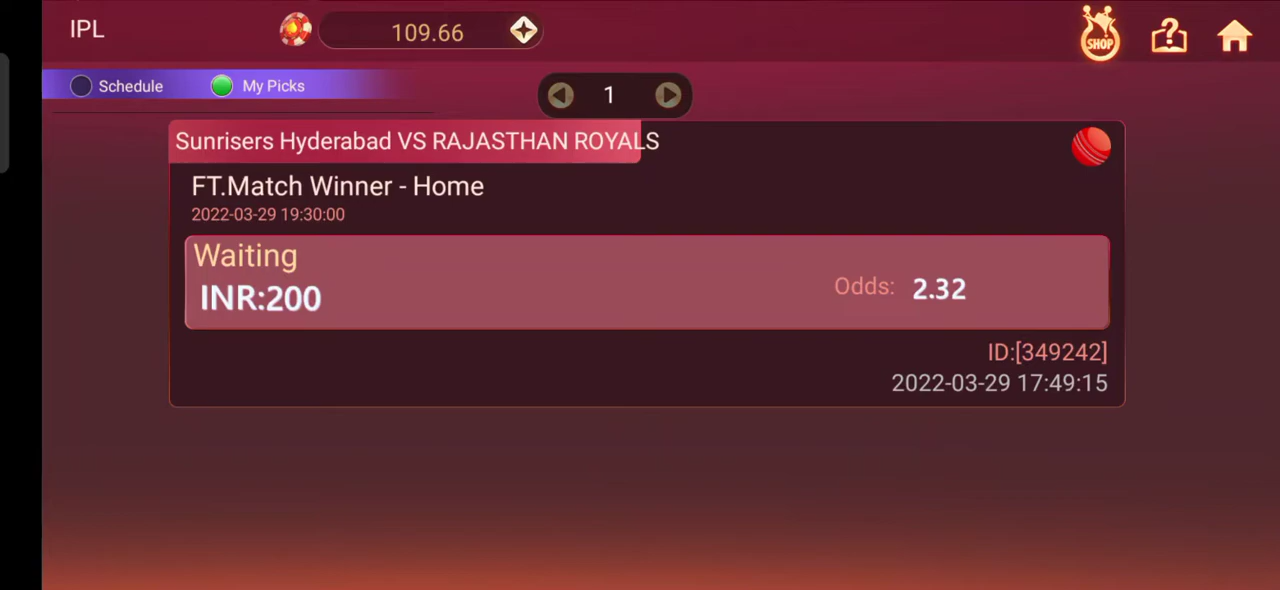 IPL
109.66
SHOP
Schedule
My Picks
1
Sunrisers Hyderabad VS RAJASTHAN ROYALS
FT.Match Winner - Home
2022-03-29 19:30:00
Waiting
INR:200
Odds: 2.32
ID:[349242]
2022-03-29 17:49:15